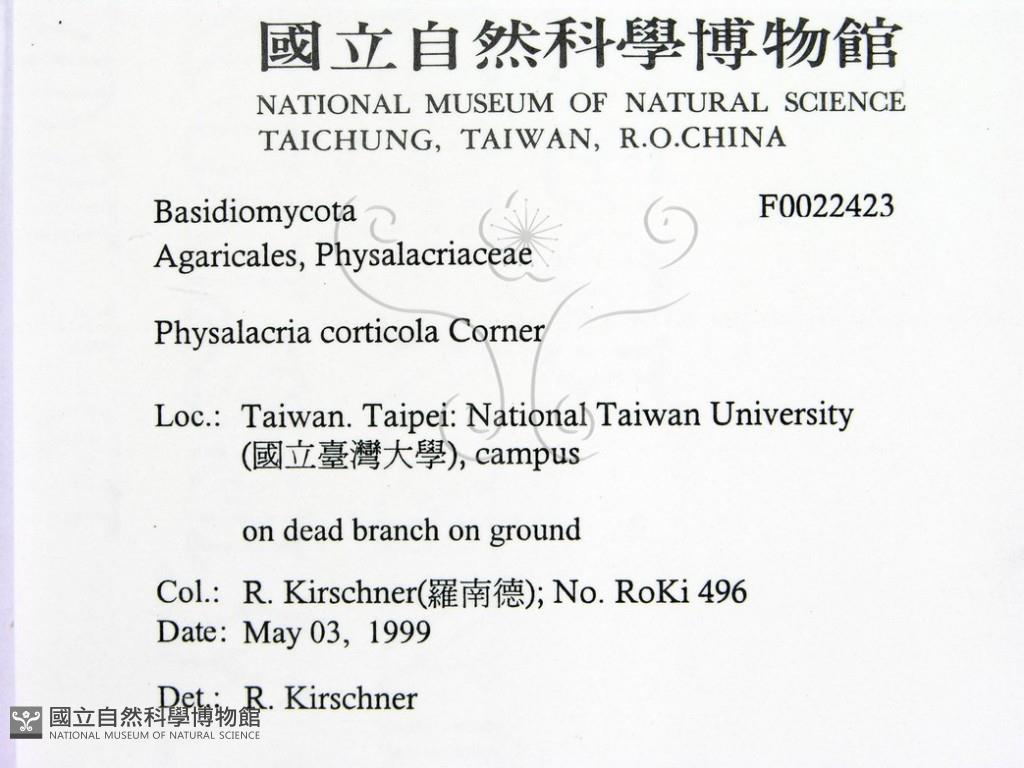 國立自然科學博物館
NATIONAL MUSEUM OF NATURAL SCIENCE
TAICHUNG, TAIWAN, R.O.CHINA
Basidiomycota F0022423
Agaricales, Physalacriaceae
Physalacria corticola Corner
Loc.: Taiwan. Taipei: National Taiwan University
(國立臺灣大學), campus
on dead branch on ground
Col.: R. Kirschner(羅南德); No. RoKi 496
Date: May 03, 1999
Det.: R. Kirschner
國立自然科學博物館
NATIONAL MUSEUM OF NATURAL SCIENCE